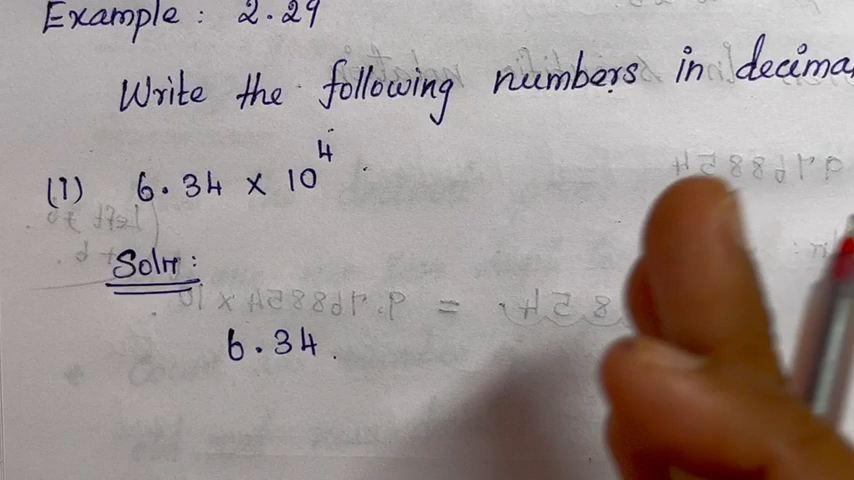 Example : 2.29
Write the following numbers in decima
(1) 6.34 × 10⁴
Soln :
6.34